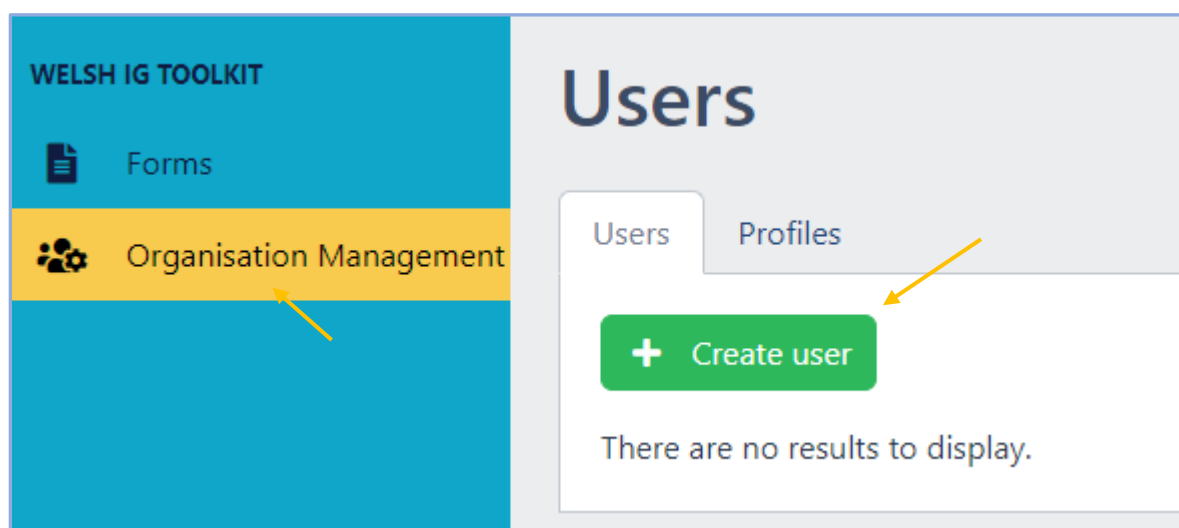 WELSH IG TOOLKIT
Forms
Organisation Management
Users
Users
Profiles
Create user
There are no results to display.